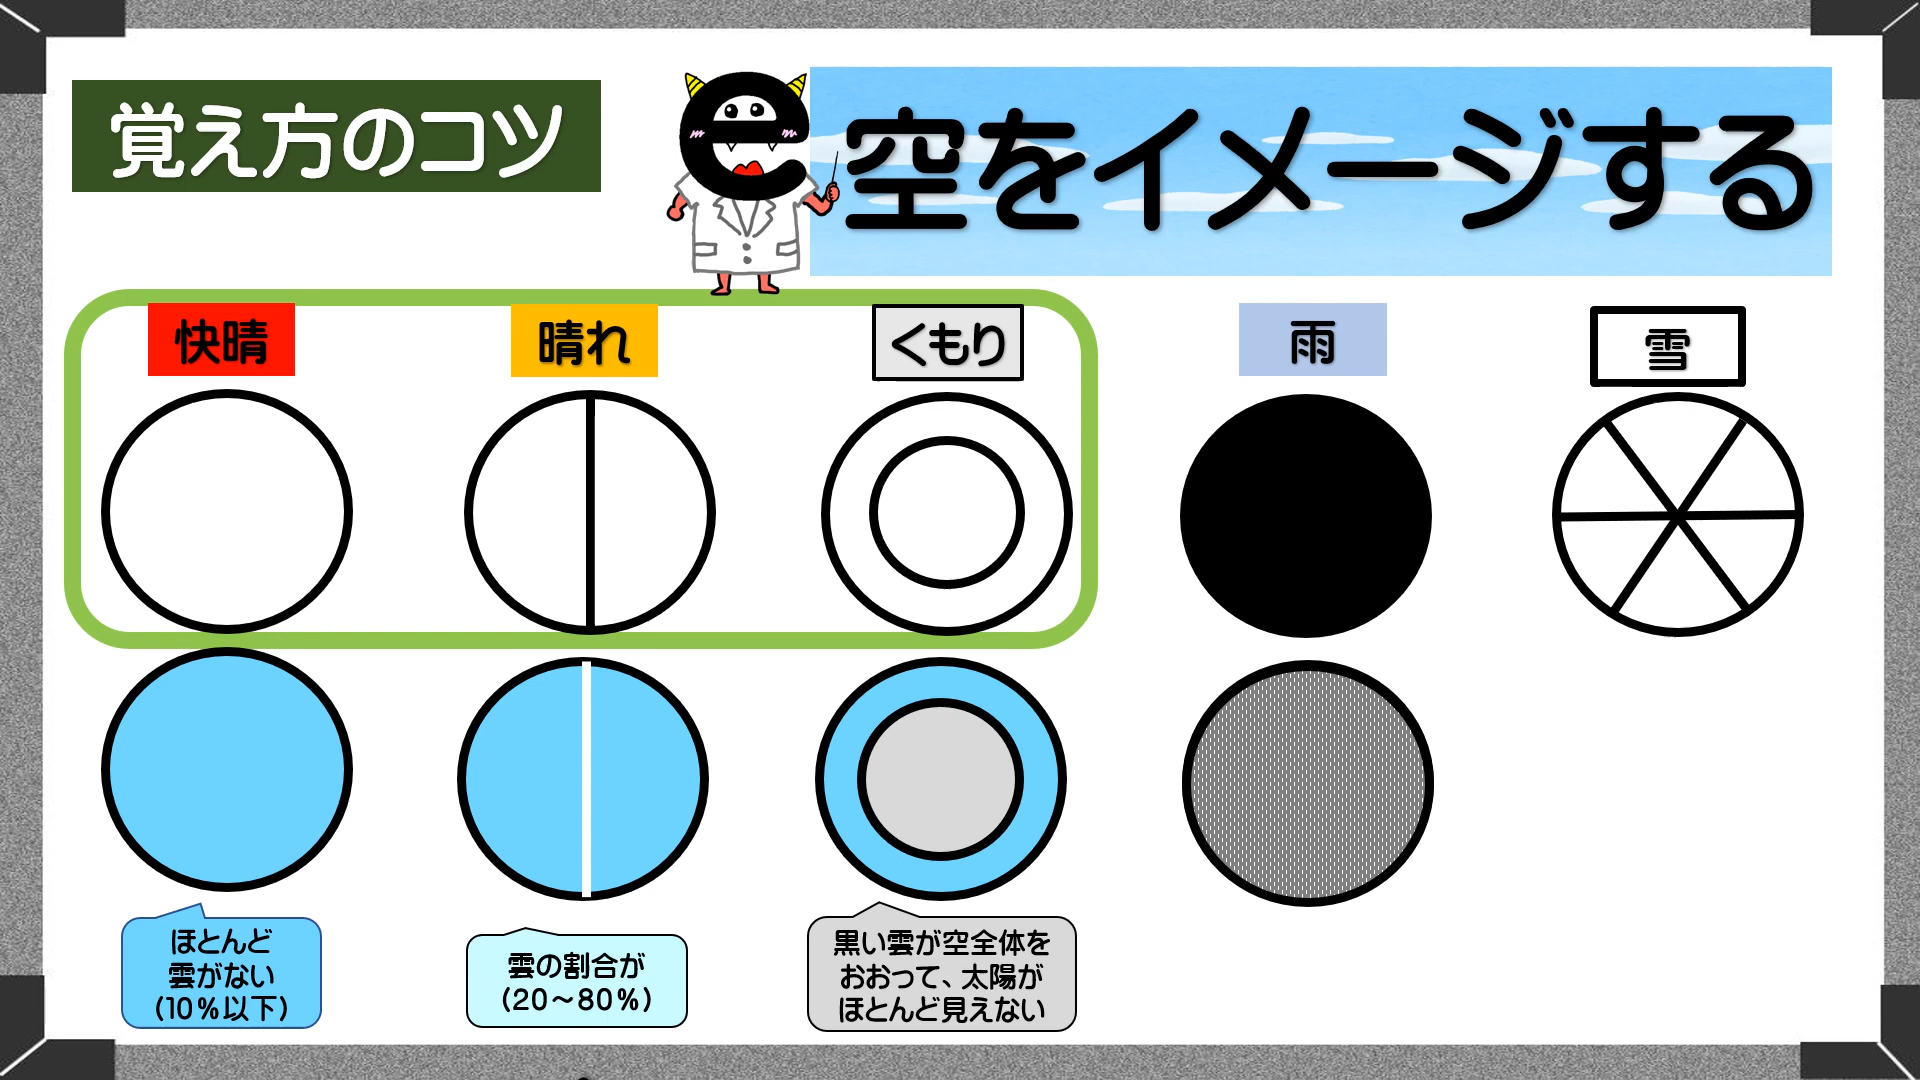 覚え方のコツ
空をイメージする
快晴
晴れ
くもり
雨
雪
ほとんど
雲がない
(10%以下)
雲の割合が
(20～80%)
黒い雲が空全体を
おおって、太陽が
ほとんど見えない